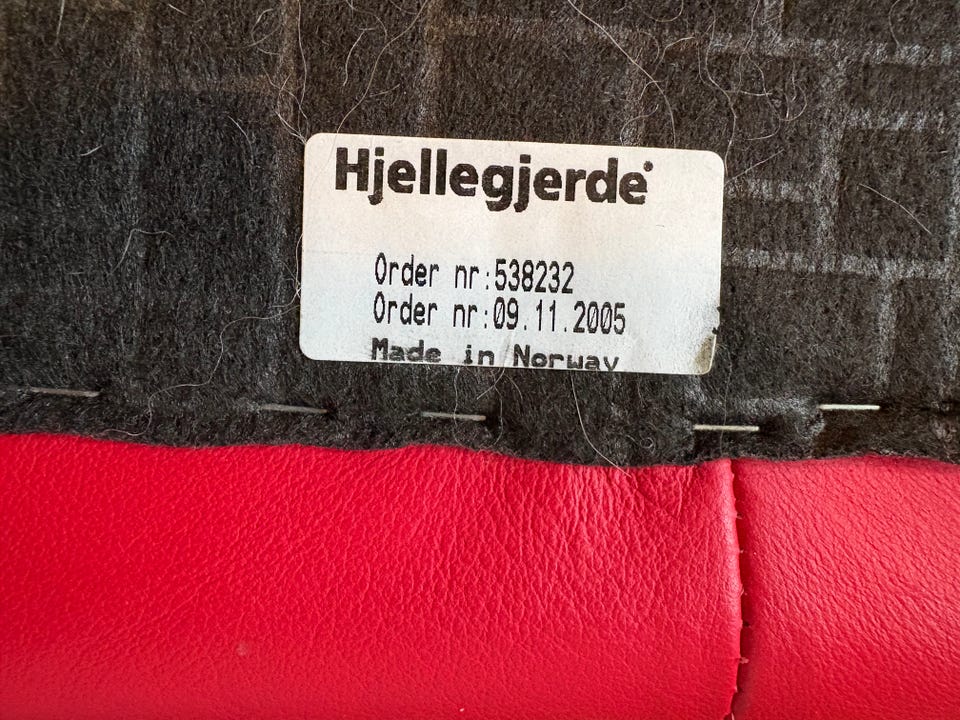 Hjellegjerde®
Order nr:538232
Order nr:09.11.2005
Made in Norway